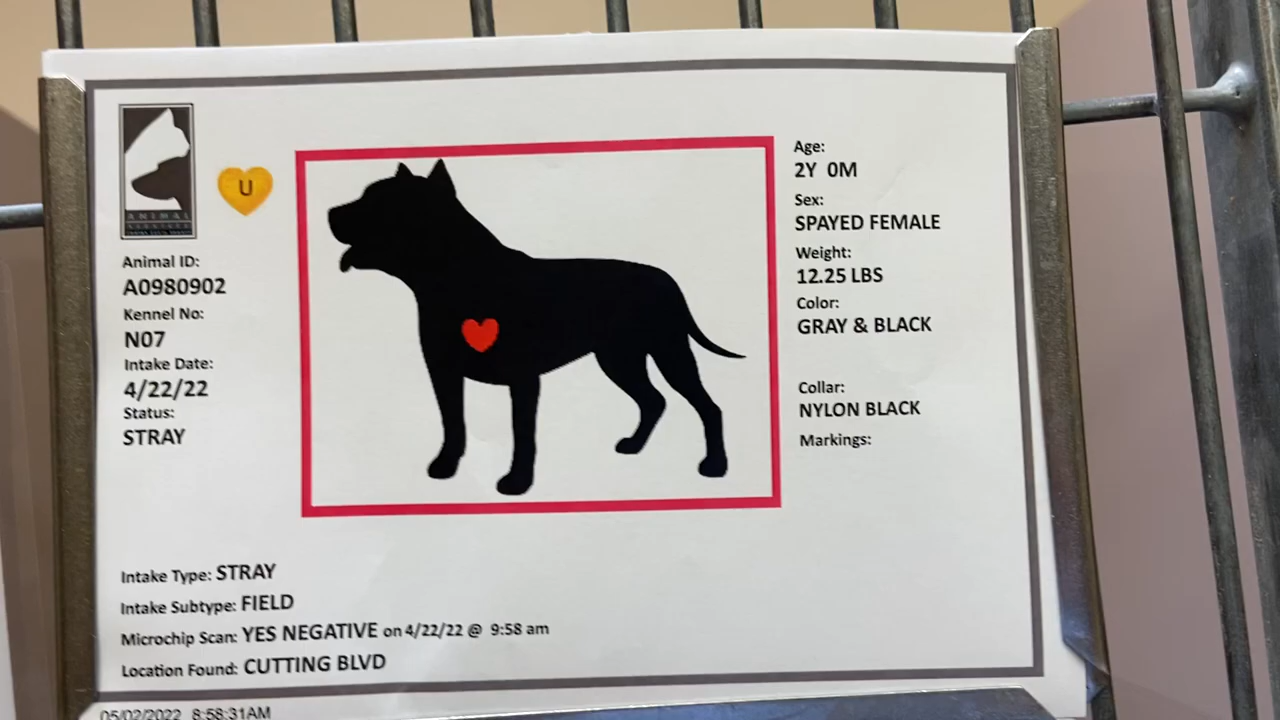 ANIMAL
U
Animal ID:
A0980902
Kennel No:
N07
Intake Date:
4/22/22
Status:
STRAY
Age:
2Y 0M
Sex:
SPAYED FEMALE
Weight:
12.25 LBS
Color:
GRAY & BLACK
Collar:
NYLON BLACK
Markings:
Intake Type: STRAY
Intake Subtype: FIELD
Microchip Scan: YES NEGATIVE on 4/22/22 @ 9:58 am
Location Found: CUTTING BLVD
05/02/2022 8:58:31AM